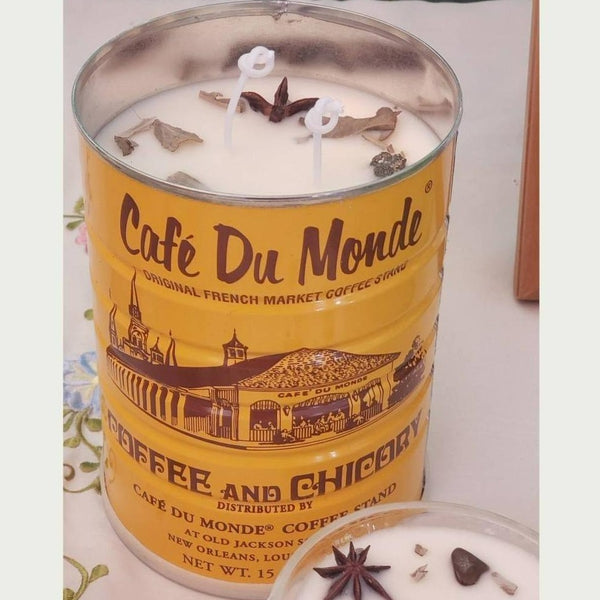 Café Du Monde®
ORIGINAL FRENCH MARKET COFFEE STAND
CAFE DU MONDE
COFFEE AND CHICORY
DISTRIBUTED BY
CAFÉ DU MONDE® COFFEE STAND
AT OLD JACKSON
NEW ORLEANS,
NET WT. 15